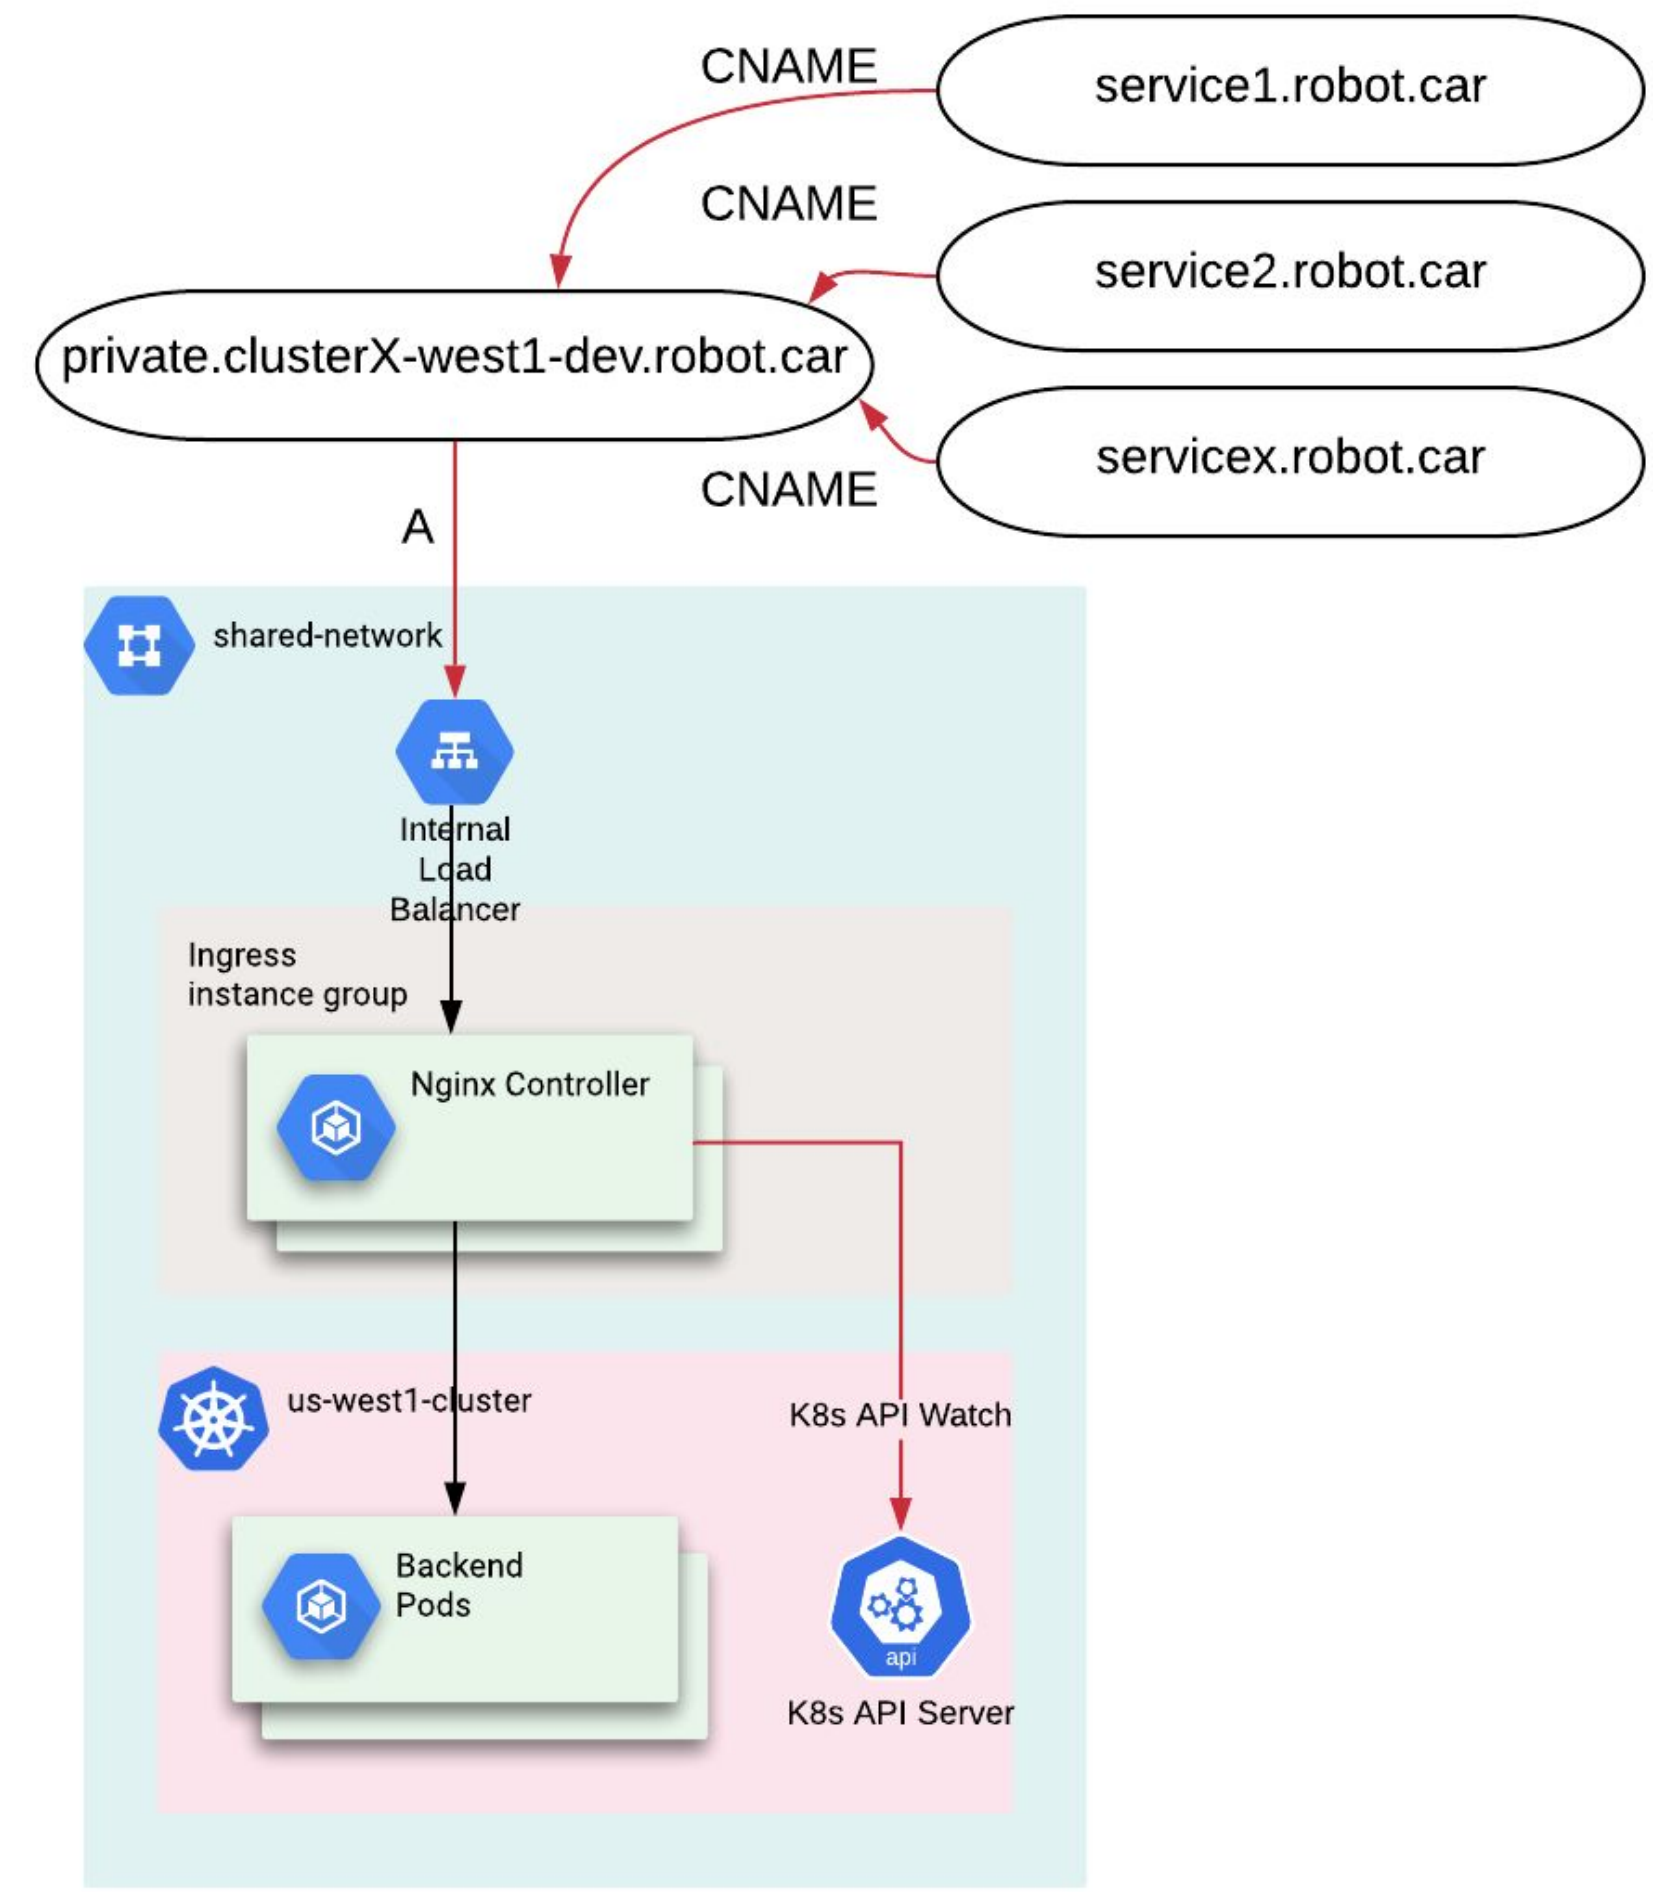 CNAME
service1.robot.car
CNAME
service2.robot.car
private.clusterX-west1-dev.robot.car
servicex.robot.car
CNAME
A
shared-network
Internal
Load
Balancer
Ingress
instance group
Nginx Controller
us-west1-cluster
K8s API Watch
Backend
Pods
api
K8s API Server